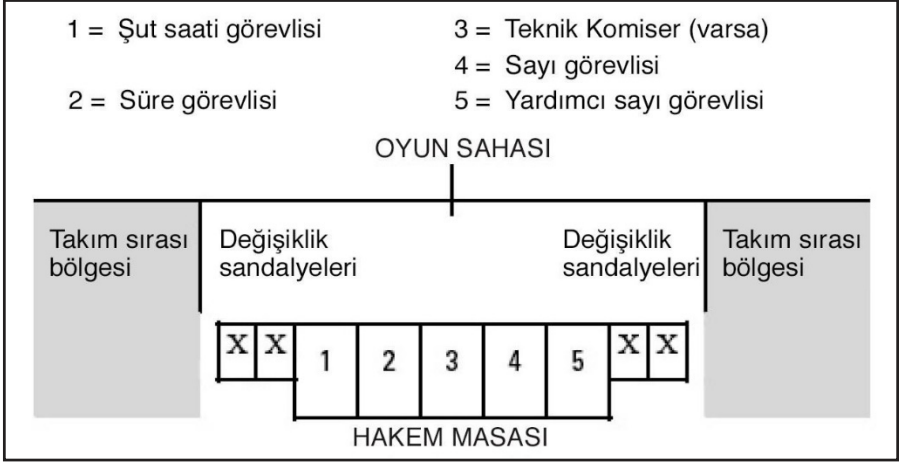 1 = Şut saati görevlisi
3 = Teknik Komiser (varsa)
4 = Sayı görevlisi
2 = Süre görevlisi
5 = Yardımcı sayı görevlisi
OYUN SAHASI
Takım sırası
bölgesi
Değişiklik
sandalyeleri
Değişiklik
sandalyeleri
Takım sırası
bölgesi
X X 1 2 3 4 5 X X
HAKEM MASASI